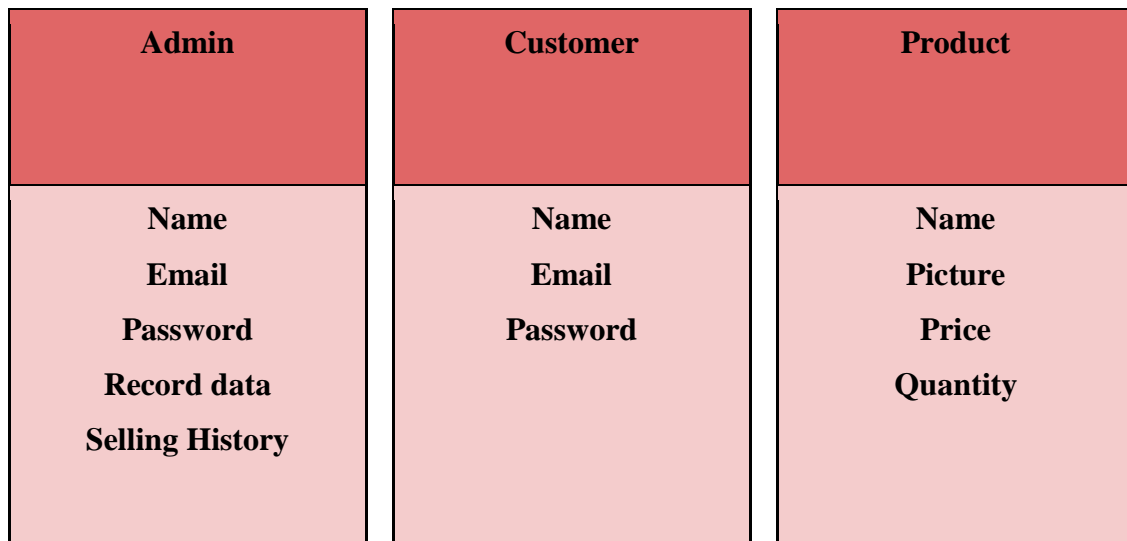 Admin
Name
Email
Password
Record data
Selling History
Customer
Name
Email
Password
Product
Name
Picture
Price
Quantity